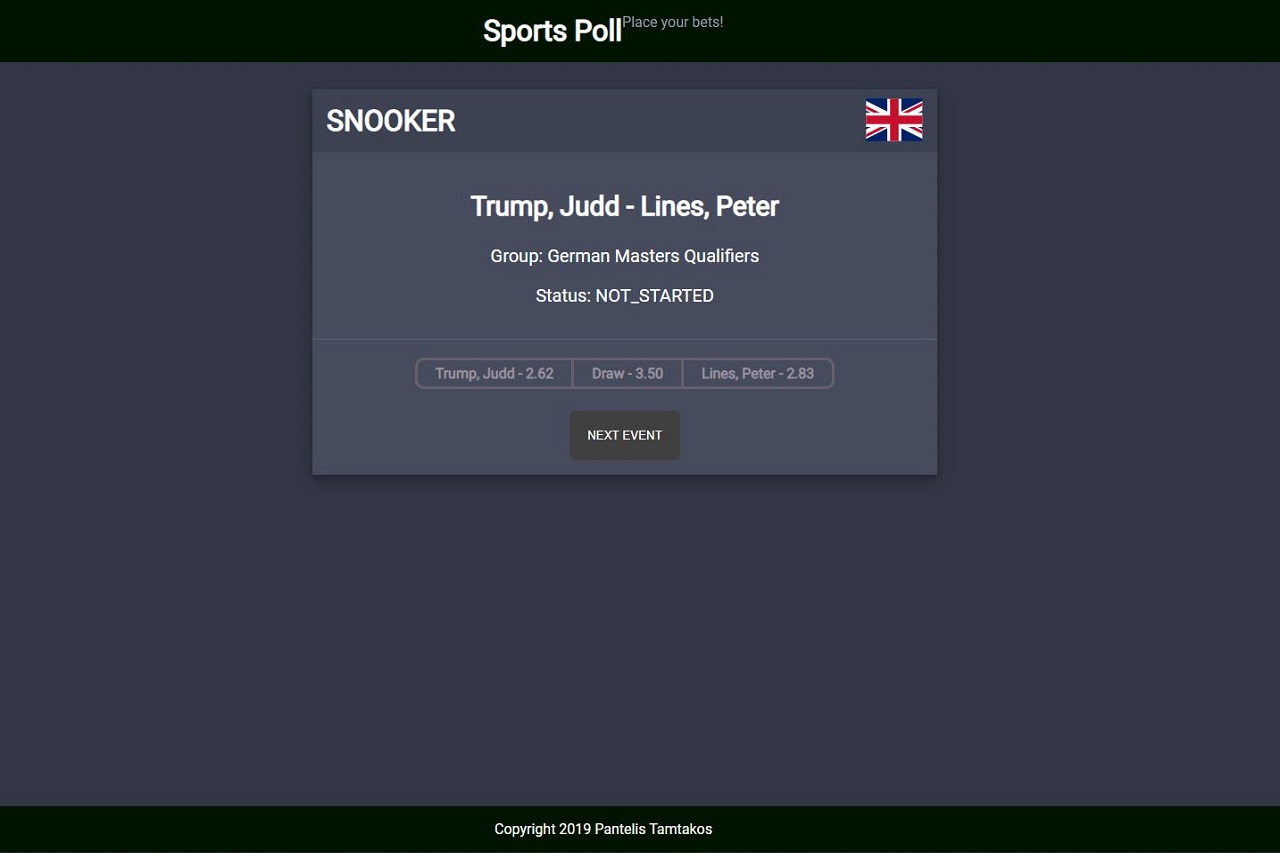 Sports Poll Place your bets!
SNOOKER
Trump, Judd - Lines, Peter
Group: German Masters Qualifiers
Status: NOT_STARTED
Trump, Judd - 2.62 Draw - 3.50 Lines, Peter - 2.83
NEXT EVENT
Copyright 2019 Pantelis Tamtakos